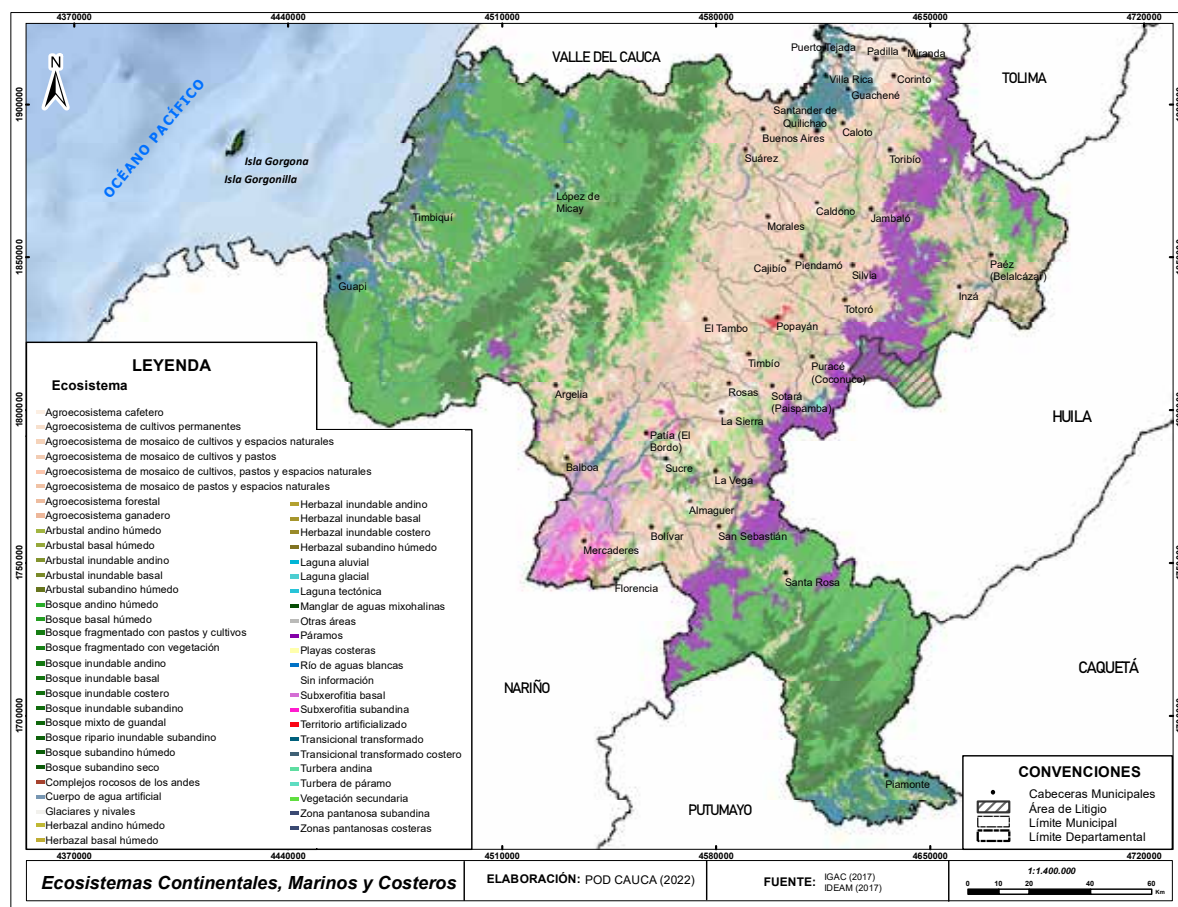 4370000
4440000
4510000
4580000
4650000
4720000
N
VALLE DEL CAUCA
TOLIMA
OCÉANO PACÍFICO
Isla Gorgona
Isla Gorgonilla
Puerto Tejada
Padilla
Miranda
Villa Rica
Corinto
Guachené
Santander de
Quilichao
Caloto
Buenos Aires
Suárez
Toribío
López de
Micay
Timbiquí
Caldono
Jambaló
Morales
Cajibío
Piendamó
Silvia
Páez
(Belalcázar)
Inzá
Guapi
Totoró
El Tambo
Popayán
Timbío
Puracé
(Coconuco)
Argelia
Rosas
Sotará
(Paispamba)
La Sierra
HUILA
Patía (El
Bordo)
Balboa
Sucre
La Vega
Almaguer
Mercaderes
Bolívar
San Sebastián
Florencia
Santa Rosa
NARIÑO
CAQUETÁ
PUTUMAYO
Piamonte
1900000
1850000
1800000
1750000
1700000
1850000
1700000
LEYENDA
Ecosistema
Agroecosistema cafetero
Agroecosistema de cultivos permanentes
Agroecosistema de mosaico de cultivos y espacios naturales
Agroecosistema de mosaico de cultivos y pastos
Agroecosistema de mosaico de cultivos, pastos y espacios naturales
Agroecosistema de mosaico de pastos y espacios naturales
Agroecosistema forestal
Agroecosistema ganadero
Arbustal andino húmedo
Arbustal basal húmedo
Arbustal inundable andino
Arbustal inundable basal
Arbustal subandino húmedo
Bosque andino húmedo
Bosque basal húmedo
Bosque fragmentado con pastos y cultivos
Bosque fragmentado con vegetación
Bosque inundable andino
Bosque inundable basal
Bosque inundable costero
Bosque inundable subandino
Bosque mixto de guandal
Bosque ripario inundable subandino
Bosque subandino húmedo
Bosque subandino seco
Complejos rocosos de los andes
Cuerpo de agua artificial
Glaciares y nivales
Herbazal andino húmedo
Herbazal basal húmedo
Herbazal inundable andino
Herbazal inundable basal
Herbazal inundable costero
Herbazal subandino húmedo
Laguna aluvial
Laguna glacial
Laguna tectónica
Manglar de aguas mixohalinas
Otras áreas
Páramos
Playas costeras
Río de aguas blancas
Sin información
Subxerofitia basal
Subxerofitia subandina
Territorio artificializado
Transicional transformado
Transicional transformado costero
Turbera andina
Turbera de páramo
Vegetación secundaria
Zona pantanosa subandina
Zonas pantanosas costeras
CONVENCIONES
Cabeceras Municipales
Área de Litigio
Límite Municipal
Límite Departamental
4370000
4440000
4510000
4580000
4650000
4720000
Ecosistemas Continentales, Marinos y Costeros
ELABORACIÓN: POD CAUCA (2022)
FUENTE: IGAC (2017)
IDEAM (2017)
1:1.400.000
0 10 20 40 60
Km